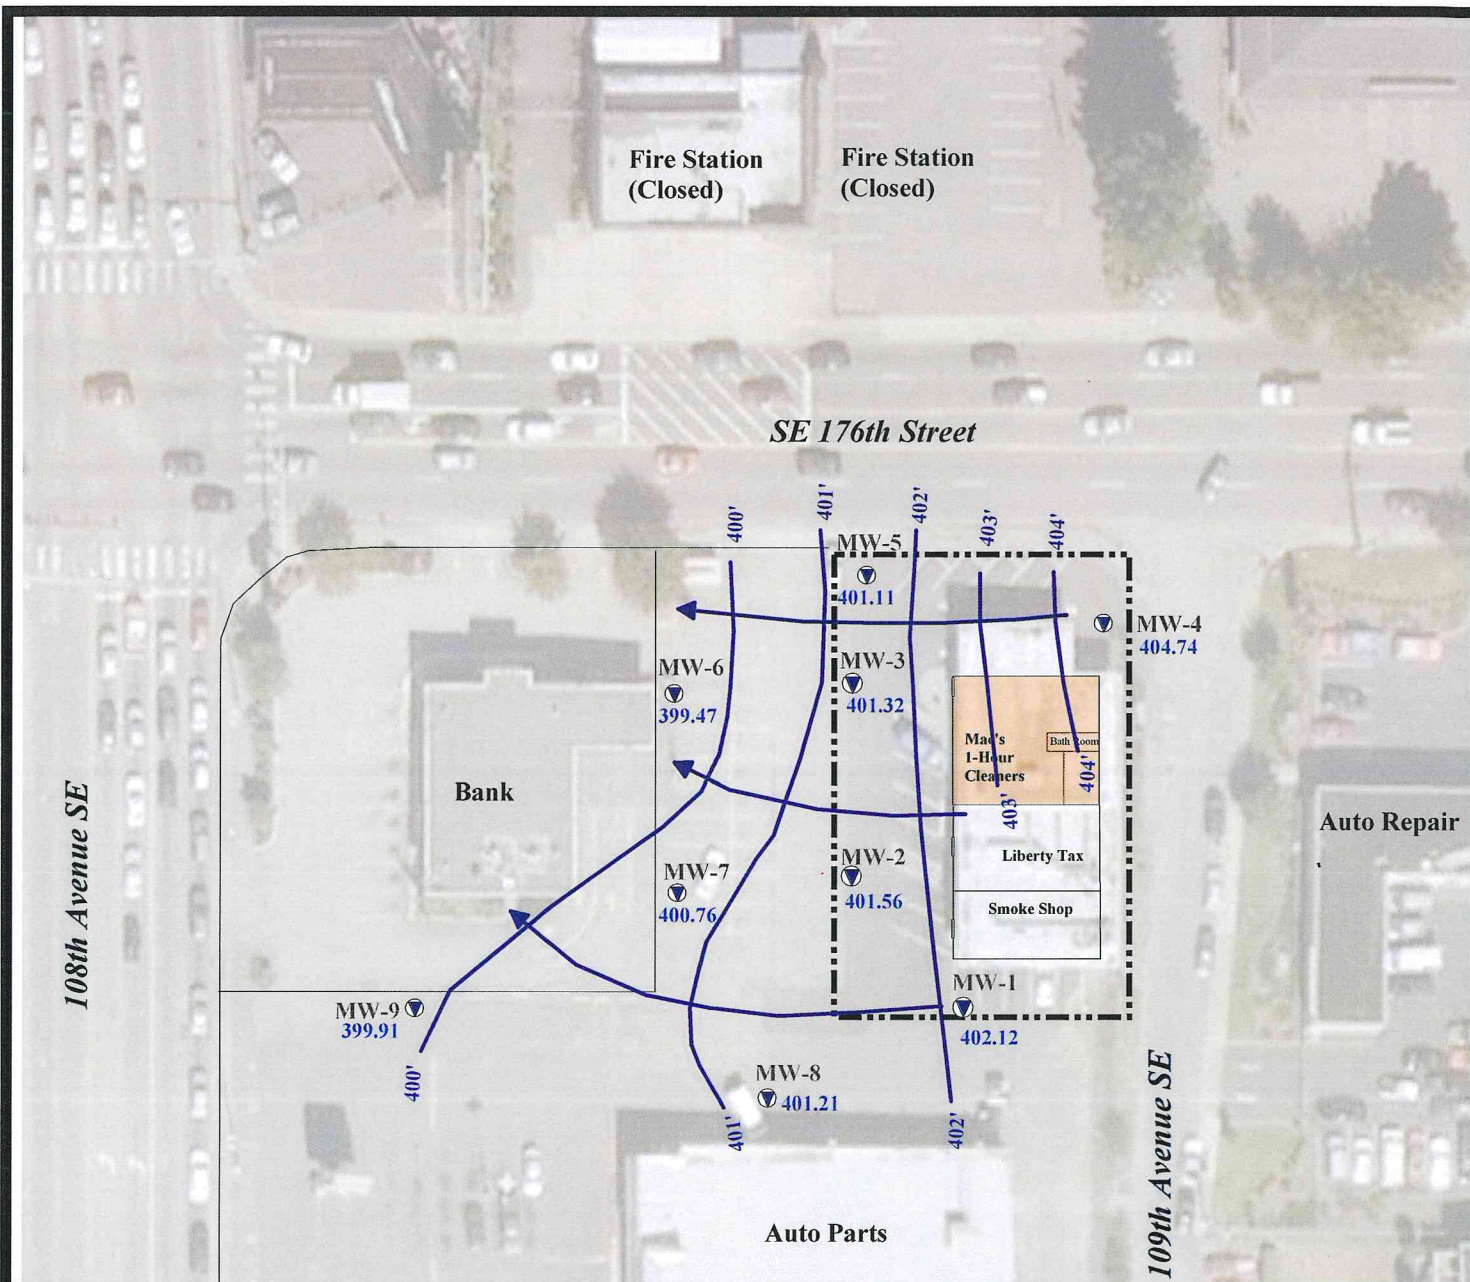 Fire Station
(Closed)
Fire Station
(Closed)
SE 176th Street
400'
401'
402'
403'
404'
MW-5
401.11
MW-4
404.74
MW-3
401.32
MW-6
399.47
Mac's
1-Hour
Cleaners
Bath Room
404'
403'
Bank
108th Avenue SE
Auto Repair
Liberty Tax
MW-2
401.56
MW-7
400.76
Smoke Shop
MW-1
402.12
MW-9
399.91
400'
MW-8
401.21
401'
402'
109th Avenue SE
Auto Parts